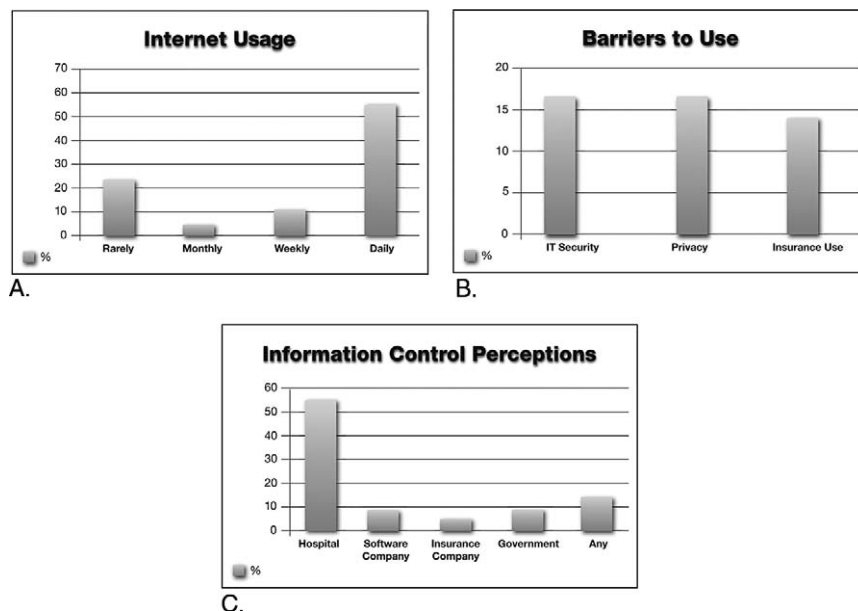 Internet Usage
70
60
50
40
30
20
10
0
Rarely Monthly Weekly Daily
%
A.
Barriers to Use
20
15
10
5
0
IT Security Privacy Insurance Use
%
B.
Information Control Perceptions
60
50
40
30
20
10
0
Hospital Software Insurance Government Any
Company Company
%
C.